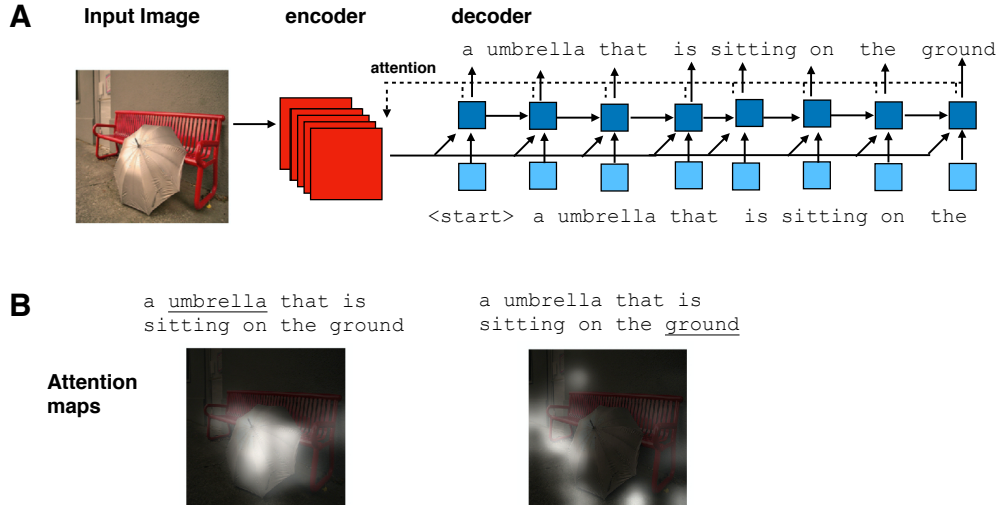 A
Input Image
encoder
decoder
a umbrella that is sitting on the ground
attention
<start> a umbrella that is sitting on the
B
a umbrella that is
sitting on the ground
a umbrella that is
sitting on the ground
Attention
maps